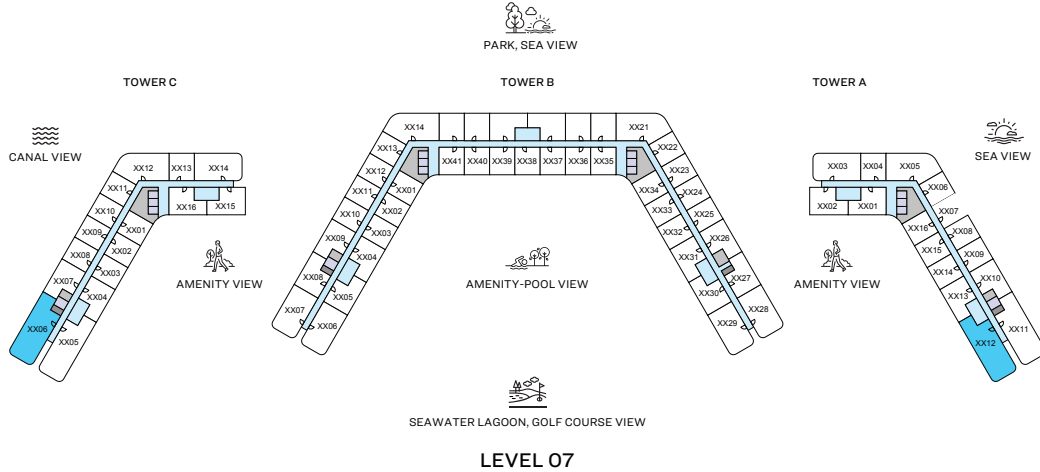 PARK, SEA VIEW
TOWER C
TOWER B
TOWER A
CANAL VIEW
SEA VIEW
XX12
XX13
XX14
XX11
XX10
XX09
XX08
XX07
XX06
XX05
XX04
XX03
XX02
XX01
XX16
XX15
AMENITY VIEW
XX14
XX13
XX12
XX11
XX10
XX09
XX08
XX07
XX06
XX05
XX04
XX03
XX02
XX01
XX41
XX40
XX39
XX38
XX37
XX36
XX35
XX21
XX22
XX23
XX24
XX25
XX26
XX27
XX28
XX29
XX30
XX31
XX32
XX33
XX34
AMENITY-POOL VIEW
XX03
XX04
XX05
XX02
XX01
XX06
XX07
XX08
XX09
XX10
XX11
XX12
XX13
XX14
XX15
XX16
AMENITY VIEW
SEAWATER LAGOON, GOLF COURSE VIEW
LEVEL 07